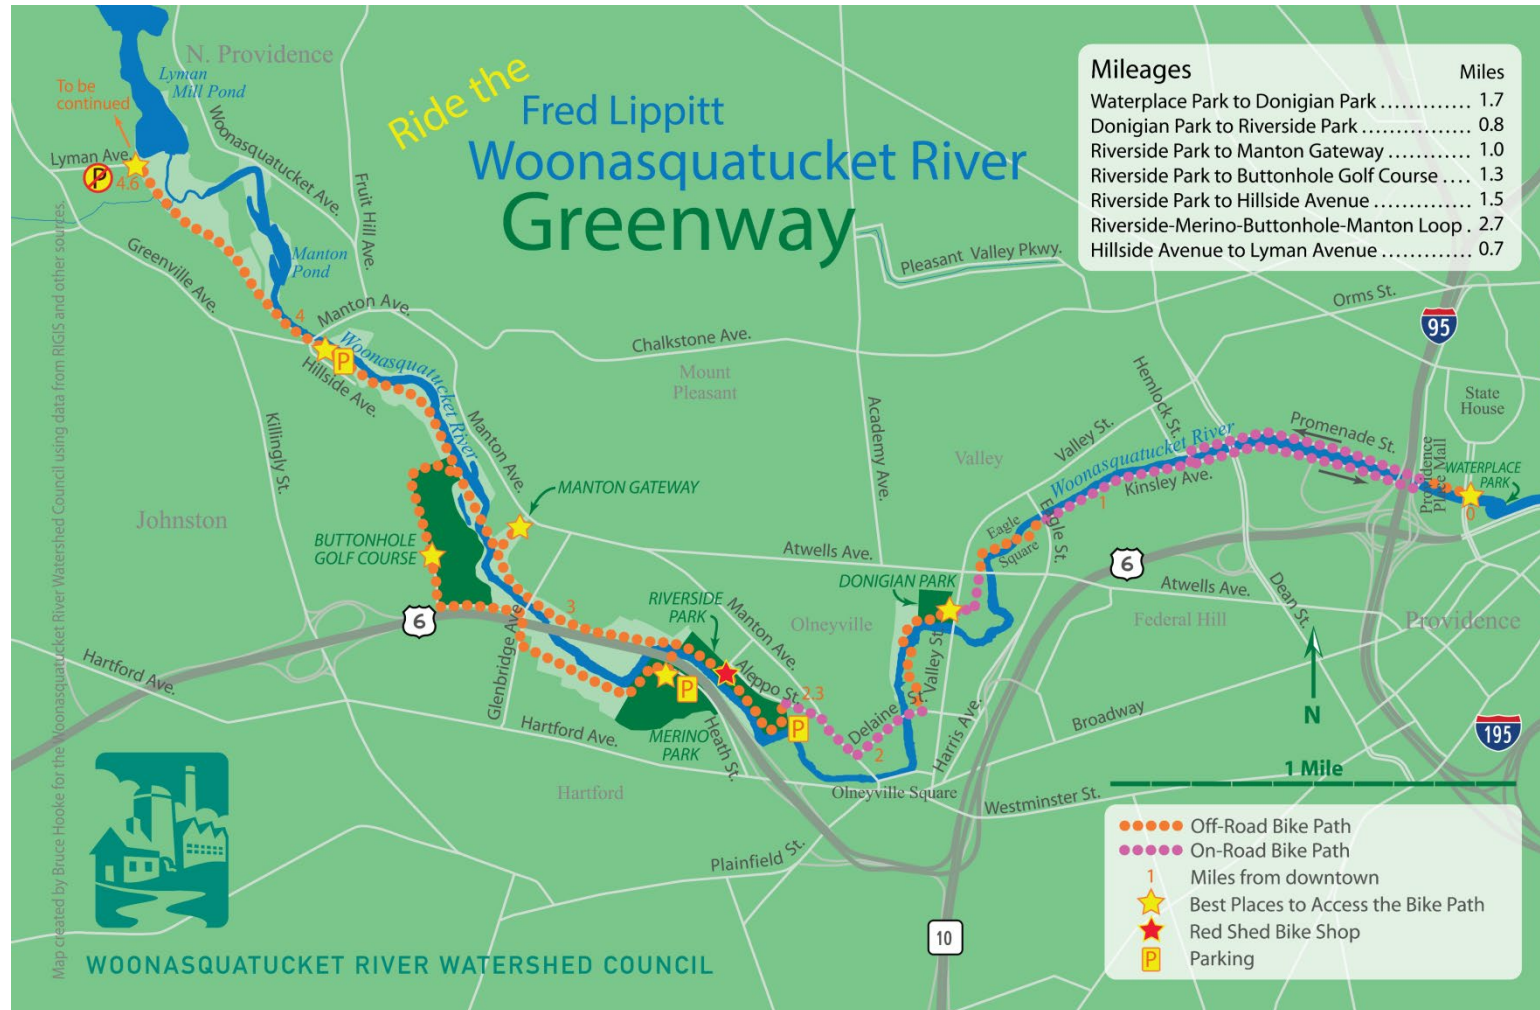 Ride the
Fred Lippitt
Woonasquatucket River
Greenway
Mileages Miles
Waterplace Park to Donigian Park ............. 1.7
Donigian Park to Riverside Park ............... 0.8
Riverside Park to Manton Gateway ............ 1.0
Riverside Park to Buttonhole Golf Course .... 1.3
Riverside Park to Hillside Avenue .............. 1.5
Riverside-Merino-Buttonhole-Manton Loop . 2.7
Hillside Avenue to Lyman Avenue ............. 0.7
N. Providence
Lyman
Mill Pond
To be
continued
Lyman Ave.
P
4.6
Woonasquatucket Ave.
Fruit Hill Ave.
Greenville Ave.
Manton
Pond
4
Manton Ave.
P
Hillside Ave.
Woonasquatucket River
Manton Ave.
Killingly St.
Johnston
Chalkstone Ave.
Mount
Pleasant
Pleasant Valley Pkwy.
Academy Ave.
Orms St.
95
State
House
Hemlock St.
Promenade St.
Valley St.
Valley
Woonasquatucket River
Kinsley Ave.
1
Providence
Place Mall
WATERPLACE
PARK
0
Eagle
Square
Eagle St.
MANTON GATEWAY
BUTTONHOLE
GOLF COURSE
Atwells Ave.
6
Atwells Ave.
Dean St.
DONIGIAN PARK
Federal Hill
Providence
6
3
RIVERSIDE
PARK
Manton Ave.
Olneyville
Valley St.
Glenbridge Ave.
Hartford Ave.
Aleppo St.
2.3
P
Delaine St.
2
P
MERINO
PARK
Heath St.
Hartford Ave.
Hartford
Harris Ave.
Broadway
Olneyville Square
Westminster St.
Plainfield St.
10
N
195
1 Mile
Off-Road Bike Path
On-Road Bike Path
1 Miles from downtown
Best Places to Access the Bike Path
Red Shed Bike Shop
P Parking
WOONASQUATUCKET RIVER WATERSHED COUNCIL
Map created by Bruce Hooke for the Woonasquatucket River Watershed Council using data from RIGIS and other sources.